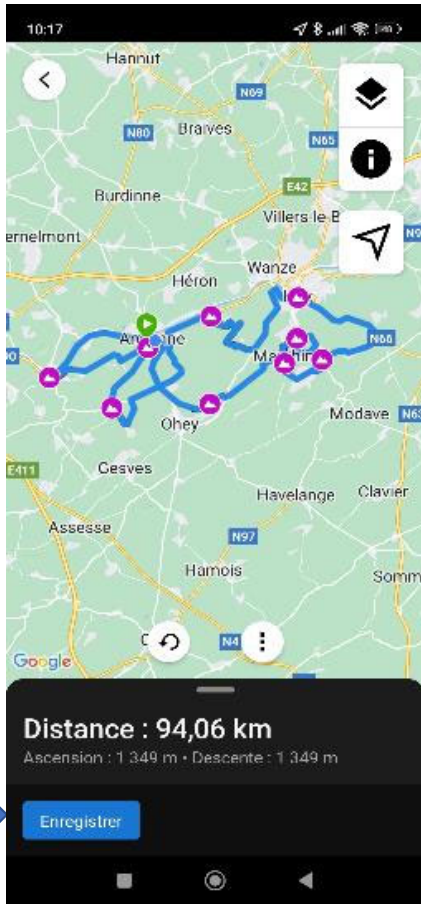 10:17
Hannut
N69
Braives
N80
N65
E42
Burdinne
Villers-le-B
ernelmont
N9
Wanze
Héron
N66
Modave
N63
Ohey
E411
Gesves
Havelange
Clavier
Assesse
N97
Hamois
Somm
N4
Google
Distance : 94,06 km
Ascension : 1 349 m • Descente : 1 349 m
Enregistrer